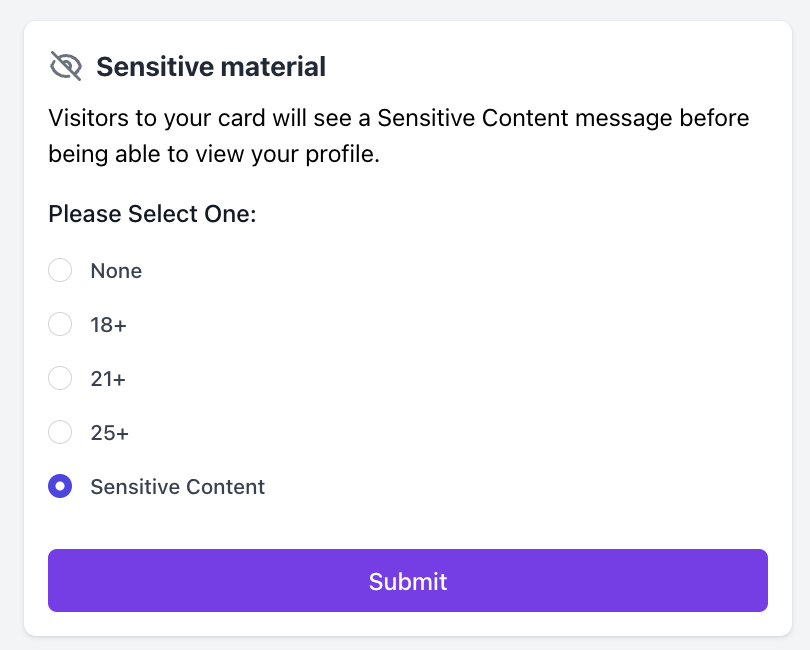 Sensitive material
Visitors to your card will see a Sensitive Content message before
being able to view your profile.
Please Select One:
None
18+
21+
25+
Sensitive Content
Submit